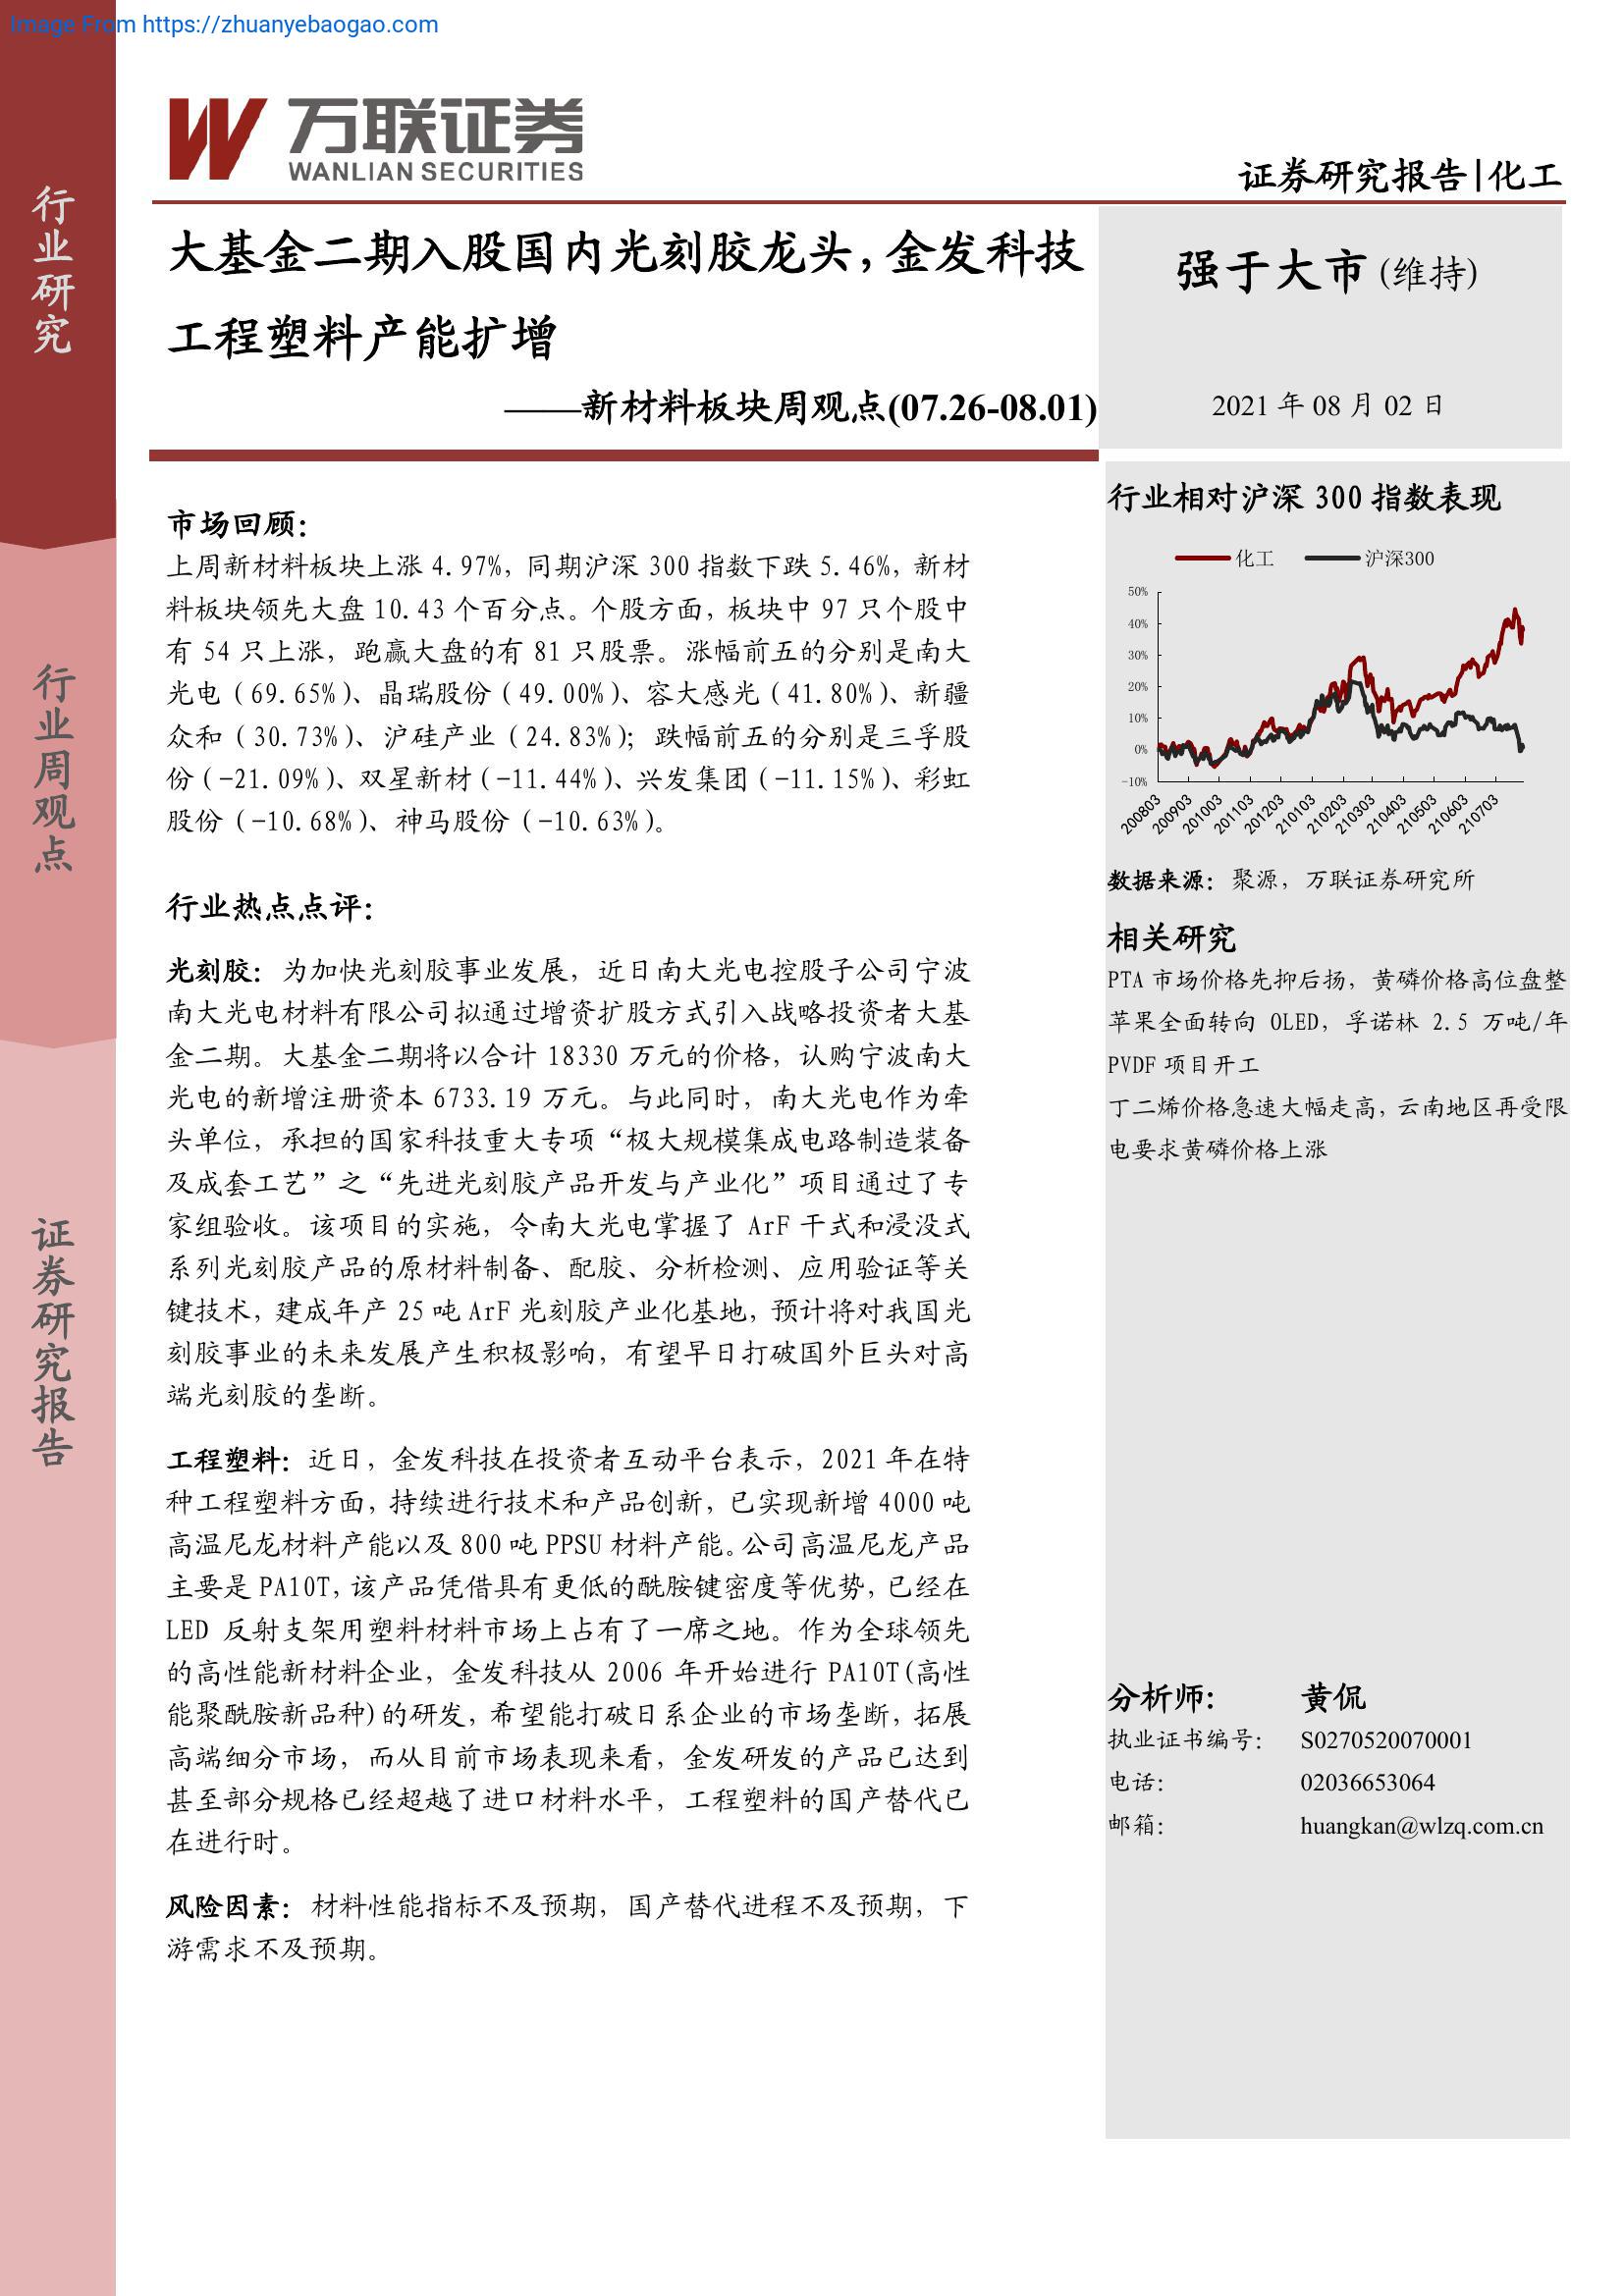 Image From https://zhuanyebaogao.com
行业研究
行业周观点
证券研究报告
万联证券
WANLIAN SECURITIES
证券研究报告|化工
大基金二期入股国内光刻胶龙头,金发科技
工程塑料产能扩增
——新材料板块周观点(07.26-08.01)
强于大市(维持)
2021 年 08 月 02 日
市场回顾:
上周新材料板块上涨 4.97%, 同期沪深 300 指数下跌 5.46%, 新材
料板块领先大盘 10.43 个百分点。个股方面, 板块中 97 只个股中
有 54 只上涨, 跑赢大盘的有 81 只股票。涨幅前五的分别是南大
光电（69.65%）、晶瑞股份（49.00%）、容大感光（41.80%）、新疆
众和（30.73%）、沪硅产业（24.83%）；跌幅前五的分别是三孚股
份（-21.09%）、双星新材（-11.44%）、兴发集团（-11.15%）、彩虹
股份（-10.68%）、神马股份（-10.63%）。
行业热点点评:
光刻胶：为加快光刻胶事业发展，近日南大光电控股子公司宁波
南大光电材料有限公司拟通过增资扩股方式引入战略投资者大基
金二期。大基金二期将以合计 18330 万元的价格，认购宁波南大
光电的新增注册资本 6733.19 万元。与此同时，南大光电作为牵
头单位，承担的国家科技重大专项“极大规模集成电路制造装备
及成套工艺”之“先进光刻胶产品开发与产业化”项目通过了专
家组验收。该项目的实施，令南大光电掌握了 ArF 干式和浸没式
系列光刻胶产品的原材料制备、配胶、分析检测、应用验证等关
键技术，建成年产 25 吨 ArF 光刻胶产业化基地，预计将对我国光
刻胶事业的未来发展产生积极影响，有望早日打破国外巨头对高
端光刻胶的垄断。
工程塑料：近日，金发科技在投资者互动平台表示，2021 年在特
种工程塑料方面，持续进行技术和产品创新，已实现新增 4000 吨
高温尼龙材料产能以及 800 吨 PPSU 材料产能。公司高温尼龙产品
主要是 PA10T，该产品凭借具有更低的酰胺键密度等优势，已经在
LED 反射支架用塑料材料市场上占有了一席之地。作为全球领先
的高性能新材料企业，金发科技从 2006 年开始进行 PA10T(高性
能聚酰胺新品种)的研发，希望能打破日系企业的市场垄断，拓展
高端细分市场，而从目前市场表现来看，金发研发的产品已达到
甚至部分规格已经超越了进口材料水平，工程塑料的国产替代已
在进行时。
风险因素：材料性能指标不及预期，国产替代进程不及预期，下
游需求不及预期。
行业相对沪深 300 指数表现
化工 沪深300
50%
40%
30%
20%
10%
0%
-10%
200803 200903 201003 201103 201203 210103 210203 210303 210403 210503 210603 210703
数据来源：聚源，万联证券研究所
相关研究
PTA 市场价格先抑后扬，黄磷价格高位盘整
苹果全面转向 OLED，孚诺林 2.5 万吨/年
PVDF 项目开工
丁二烯价格急速大幅走高，云南地区再受限
电要求黄磷价格上涨
分析师: 黄侃
执业证书编号: S0270520070001
电话: 02036653064
邮箱: huangkan@wlzq.com.cn